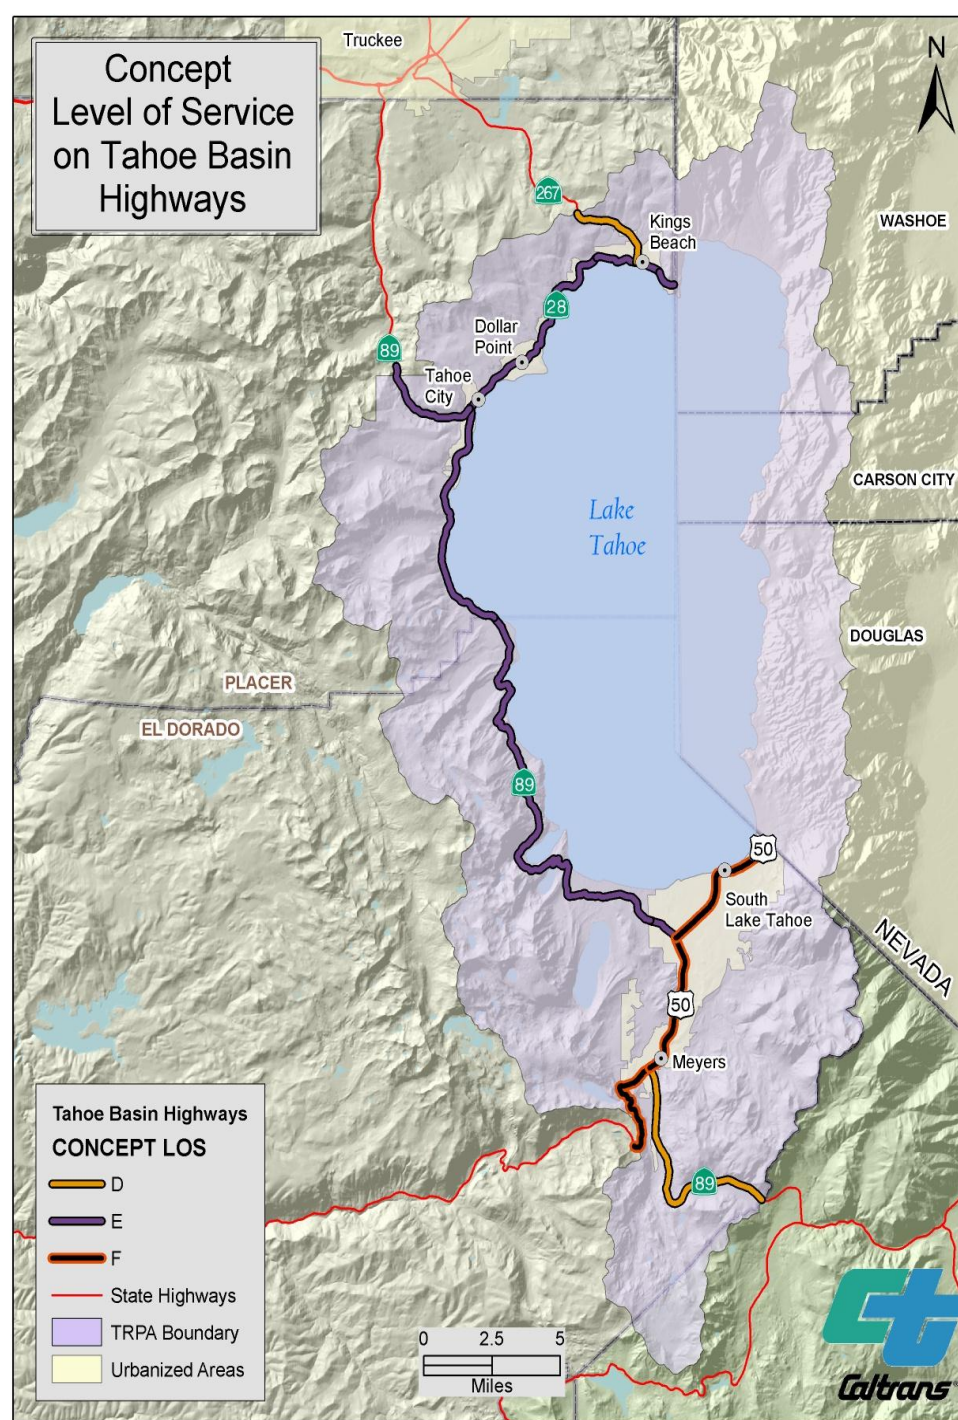 Concept
Level of Service
on Tahoe Basin
Highways
Truckee
N
267
Kings
Beach
WASHOE
28
Dollar
Point
89
Tahoe
City
CARSON CITY
Lake
Tahoe
DOUGLAS
PLACER
EL DORADO
89
50
South
Lake Tahoe
NEVADA
50
Meyers
89
Tahoe Basin Highways
CONCEPT LOS
D
E
F
State Highways
TRPA Boundary
Urbanized Areas
0 2.5 5
Miles
Caltrans®